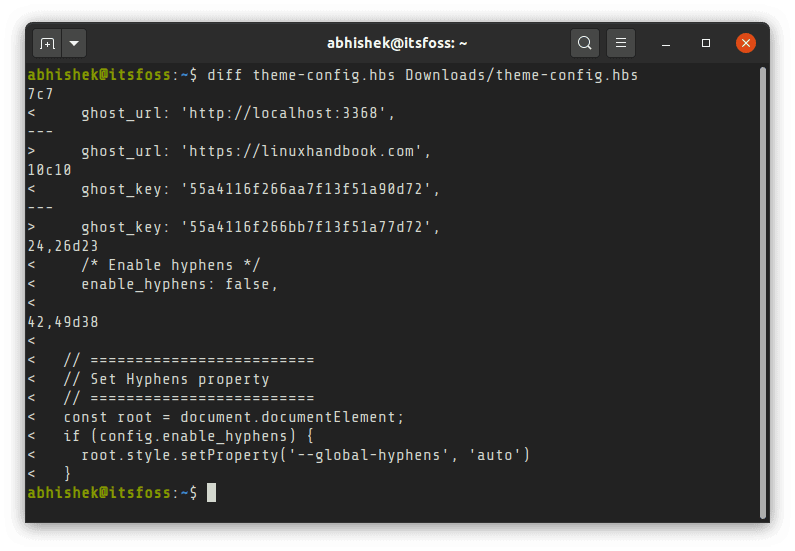 abhishek@itsfoss: ~
abhishek@itsfoss:~$ diff theme-config.hbs Downloads/theme-config.hbs
7c7
<     ghost_url: 'http://localhost:3368',
---
>     ghost_url: 'https://linuxhandbook.com',
10c10
<     ghost_key: '55a4116f266aa7f13f51a90d72',
---
>     ghost_key: '55a4116f266bb7f13f51a77d72',
24,26d23
<     /* Enable hyphens */
<     enable_hyphens: false,
<
42,49d38
<
<   // =========================
<   // Set Hyphens property
<   // =========================
<   const root = document.documentElement;
<   if (config.enable_hyphens) {
<     root.style.setProperty('--global-hyphens', 'auto')
<   }
abhishek@itsfoss:~$